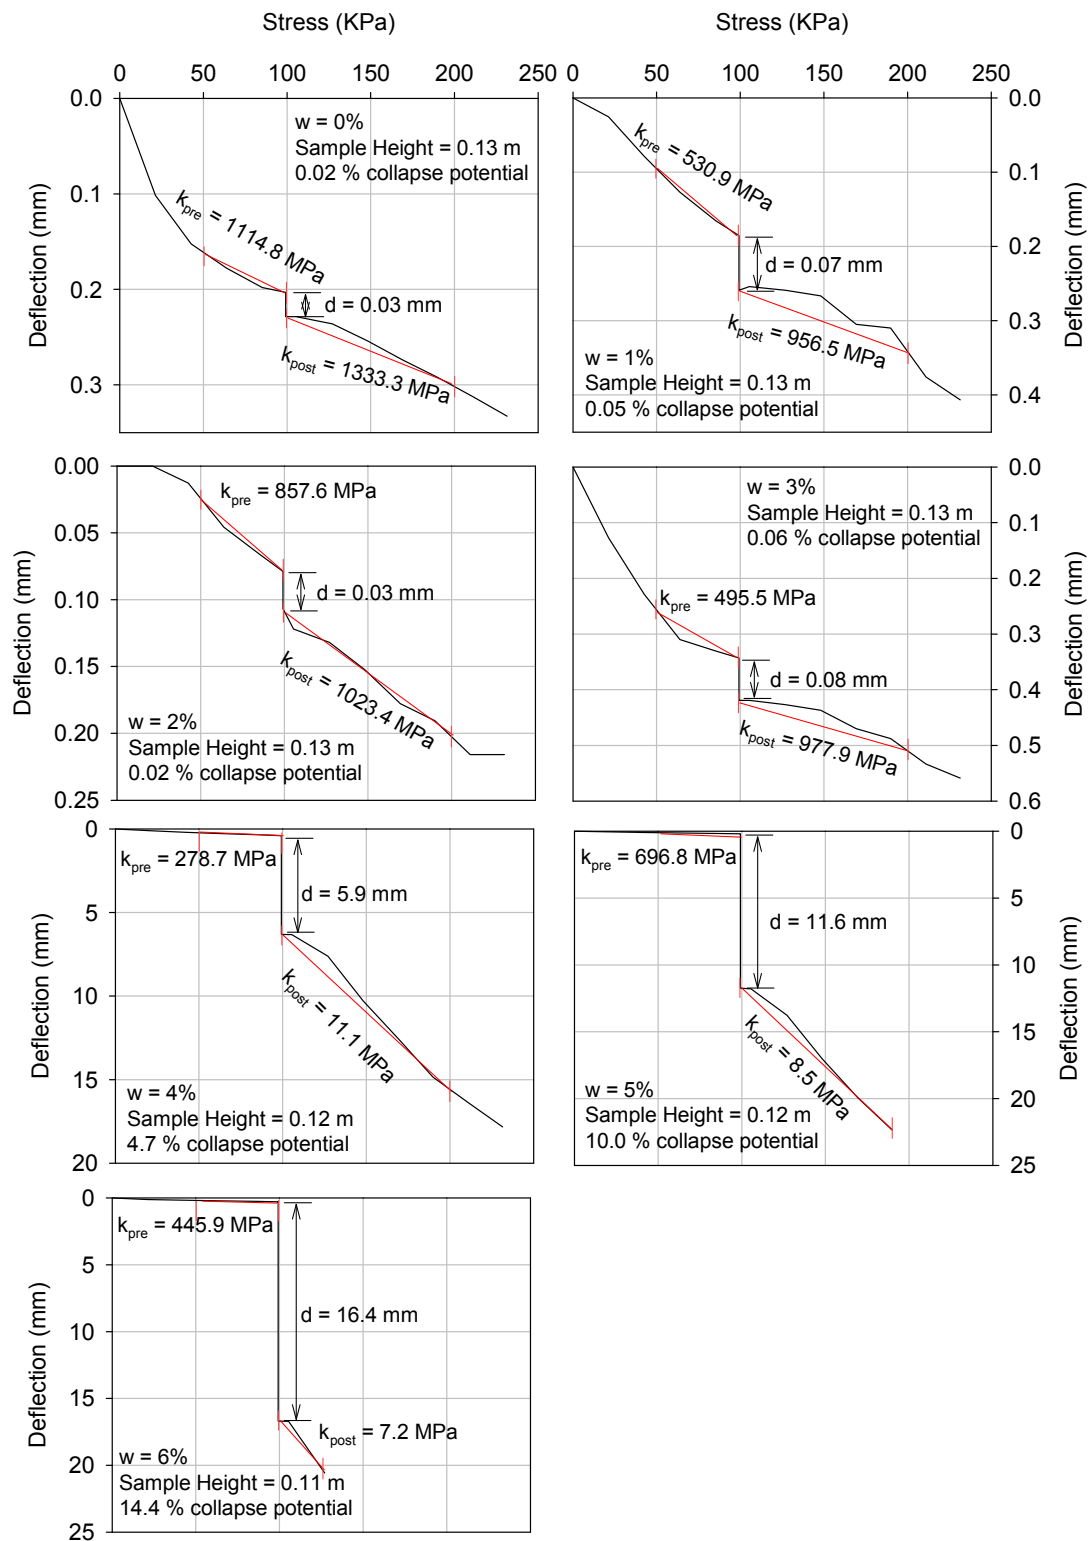 Stress (KPa)
Stress (KPa)
0 50 100 150 200 250
0 50 100 150 200 250
Deflection (mm)
0.0
0.1
0.2
0.3
w = 0%
Sample Height = 0.13 m
0.02 % collapse potential
kpre = 1114.8 MPa
d = 0.03 mm
kpost = 1333.3 MPa
kpre = 530.9 MPa
d = 0.07 mm
kpost = 956.5 MPa
w = 1%
Sample Height = 0.13 m
0.05 % collapse potential
0.0
0.1
0.2
0.3
0.4
Deflection (mm)
Deflection (mm)
0.00
0.05
0.10
0.15
0.20
0.25
kpre = 857.6 MPa
d = 0.03 mm
kpost = 1023.4 MPa
w = 2%
Sample Height = 0.13 m
0.02 % collapse potential
w = 3%
Sample Height = 0.13 m
0.06 % collapse potential
kpre = 495.5 MPa
d = 0.08 mm
kpost = 977.9 MPa
0.0
0.1
0.2
0.3
0.4
0.5
0.6
Deflection (mm)
Deflection (mm)
0
5
10
15
20
kpre = 278.7 MPa
d = 5.9 mm
kpost = 11.1 MPa
w = 4%
Sample Height = 0.12 m
4.7 % collapse potential
kpre = 696.8 MPa
d = 11.6 mm
kpost = 8.5 MPa
w = 5%
Sample Height = 0.12 m
10.0 % collapse potential
0
5
10
15
20
25
Deflection (mm)
Deflection (mm)
0
5
10
15
20
25
kpre = 445.9 MPa
d = 16.4 mm
kpost = 7.2 MPa
w = 6%
Sample Height = 0.11 m
14.4 % collapse potential